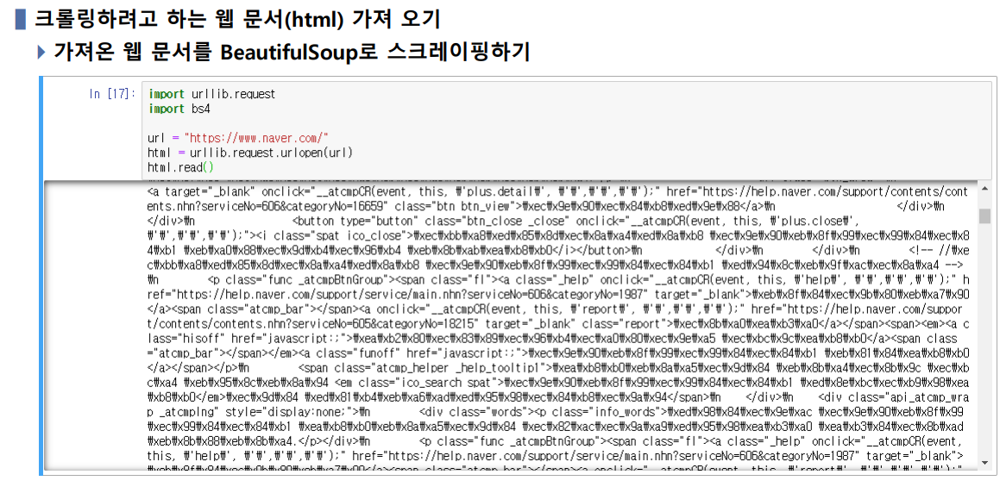 크롤링하려고 하는 웹 문서(html) 가져 오기
가져온 웹 문서를 BeautifulSoup로 스크레이핑하기
In [17]:
import urllib.request
import bs4
url = "https://www.naver.com/"
html = urllib.request.urlopen(url)
html.read()
<a target="_blank" onclick="__atcmpCR(event, this, ₩'plus.detail₩', ₩'₩',₩'₩',₩'₩');" href="https://help.naver.com/support/contents/cont
ents.nhn?serviceNo=606&categoryNo=16659" class="btn btn_view">₩xec₩x9e₩x90₩xec₩x84₩xb8₩xed₩x9e₩x88</a>₩n </div>₩n
</div>₩n <button type="button" class="btn_close _close" onclick="__atcmpCR(event, this, ₩'plus.close₩',
₩'₩',₩'₩',₩'₩');"><i class="spat ico_close">₩xec₩xbb₩xa8₩xed₩x85₩x8d₩xec₩x8a₩xa4₩xed₩x8a₩xb8 ₩xec₩x9e₩x90₩xeb₩x8f₩x99₩xec₩x99₩x84₩xec₩x8
4₩xb1 ₩xeb₩xa0₩x88₩xec₩x9d₩xb4₩xec₩x96₩xb4 ₩xeb₩x8b₩xab₩xea₩xb8₩xb0</i></button>₩n </div>₩n </div>₩n <!-- //₩xe
c₩xbb₩xa8₩xed₩x85₩x8d₩xec₩x8a₩xa4₩xed₩x8a₩xb8 ₩xec₩x9e₩x90₩xeb₩x8f₩x99₩xec₩x99₩x84₩xec₩x84₩xb1 ₩xed₩x94₩x8c₩xeb₩x9f₩xac₩xec₩x8a₩xa4 -->
₩n <p class="func _atcmpBtnGroup"><span class="fl"><a class="_help" onclick="__atcmpCR(event, this, ₩'help₩', ₩'₩',₩'₩',₩'₩');" h
ref="https://help.naver.com/support/service/main.nhn?serviceNo=606&categoryNo=1987" target="_blank">₩xeb₩x8f₩x84₩xec₩x9b₩x80₩xeb₩xa7₩x90
</a><span class="atcmp_bar"></span><a onclick="__atcmpCR(event, this, ₩'report₩', ₩'₩',₩'₩',₩'₩');" href="https://help.naver.com/suppor
t/contents/contents.nhn?serviceNo=605&categoryNo=18215" target="_blank" class="report">₩xec₩x8b₩xa0₩xea₩xb3₩xa0</a></span><span><em><a c
lass="hisoff" href="javascript:;">₩xea₩xb2₩x80₩xec₩x83₩x89₩xec₩x96₩xb4₩xec₩xa0₩x80₩xec₩x9e₩xa5 ₩xec₩xbc₩x9c₩xea₩xb8₩xb0</a><span class
="atcmp_bar"></span></em><a class="funoff" href="javascript:;">₩xec₩x9e₩x90₩xeb₩x8f₩x99₩xec₩x99₩x84₩xec₩x84₩xb1 ₩xeb₩x81₩x84₩xea₩xb8₩xb0
</a></span></p>₩n <span class="atcmp_helper _help_tooltip1">₩xea₩xb8₩xb0₩xeb₩x8a₩xa5₩xec₩x9d₩x84 ₩xeb₩x8b₩xa4₩xec₩x8b₩x9c ₩xec₩xb
c₩xa4 ₩xeb₩x95₩x8c₩xeb₩x8a₩x94 <em class="ico_search spat">₩xec₩x9e₩x90₩xeb₩x8f₩x99₩xec₩x99₩x84₩xec₩x84₩xb1 ₩xed₩x8e₩xbc₩xec₩xb9₩x98₩xea
₩xb8₩xb0</em>₩xec₩x9d₩x84 ₩xed₩x81₩xb4₩xeb₩xa6₩xad₩xed₩x95₩x98₩xec₩x84₩xb8₩xec₩x9a₩x94</span>₩n </div>₩n <div class="api_atcmp_wra
p _atcmpIng" style="display:none;">₩n <div class="words"><p class="info_words">₩xed₩x98₩x84₩xec₩x9e₩xac ₩xec₩x9e₩x90₩xeb₩x8f₩x99
₩xec₩x99₩x84₩xec₩x84₩xb1 ₩xea₩xb8₩xb0₩xeb₩x8a₩xa5₩xec₩x9d₩x84 ₩xec₩x82₩xac₩xec₩x9a₩xa9₩xed₩x95₩x98₩xea₩xb3₩xa0 ₩xea₩xb3₩x84₩xec₩x8b₩xad
₩xeb₩x8b₩x88₩xeb₩x8b₩xa4.</p></div>₩n <p class="func _atcmpBtnGroup"><span class="fl"><a class="_help" onclick="__atcmpCR(event,
this, ₩'help₩', ₩'₩',₩'₩',₩'₩');" href="https://help.naver.com/support/service/main.nhn?serviceNo=606&categoryNo=1987" target="_blank">